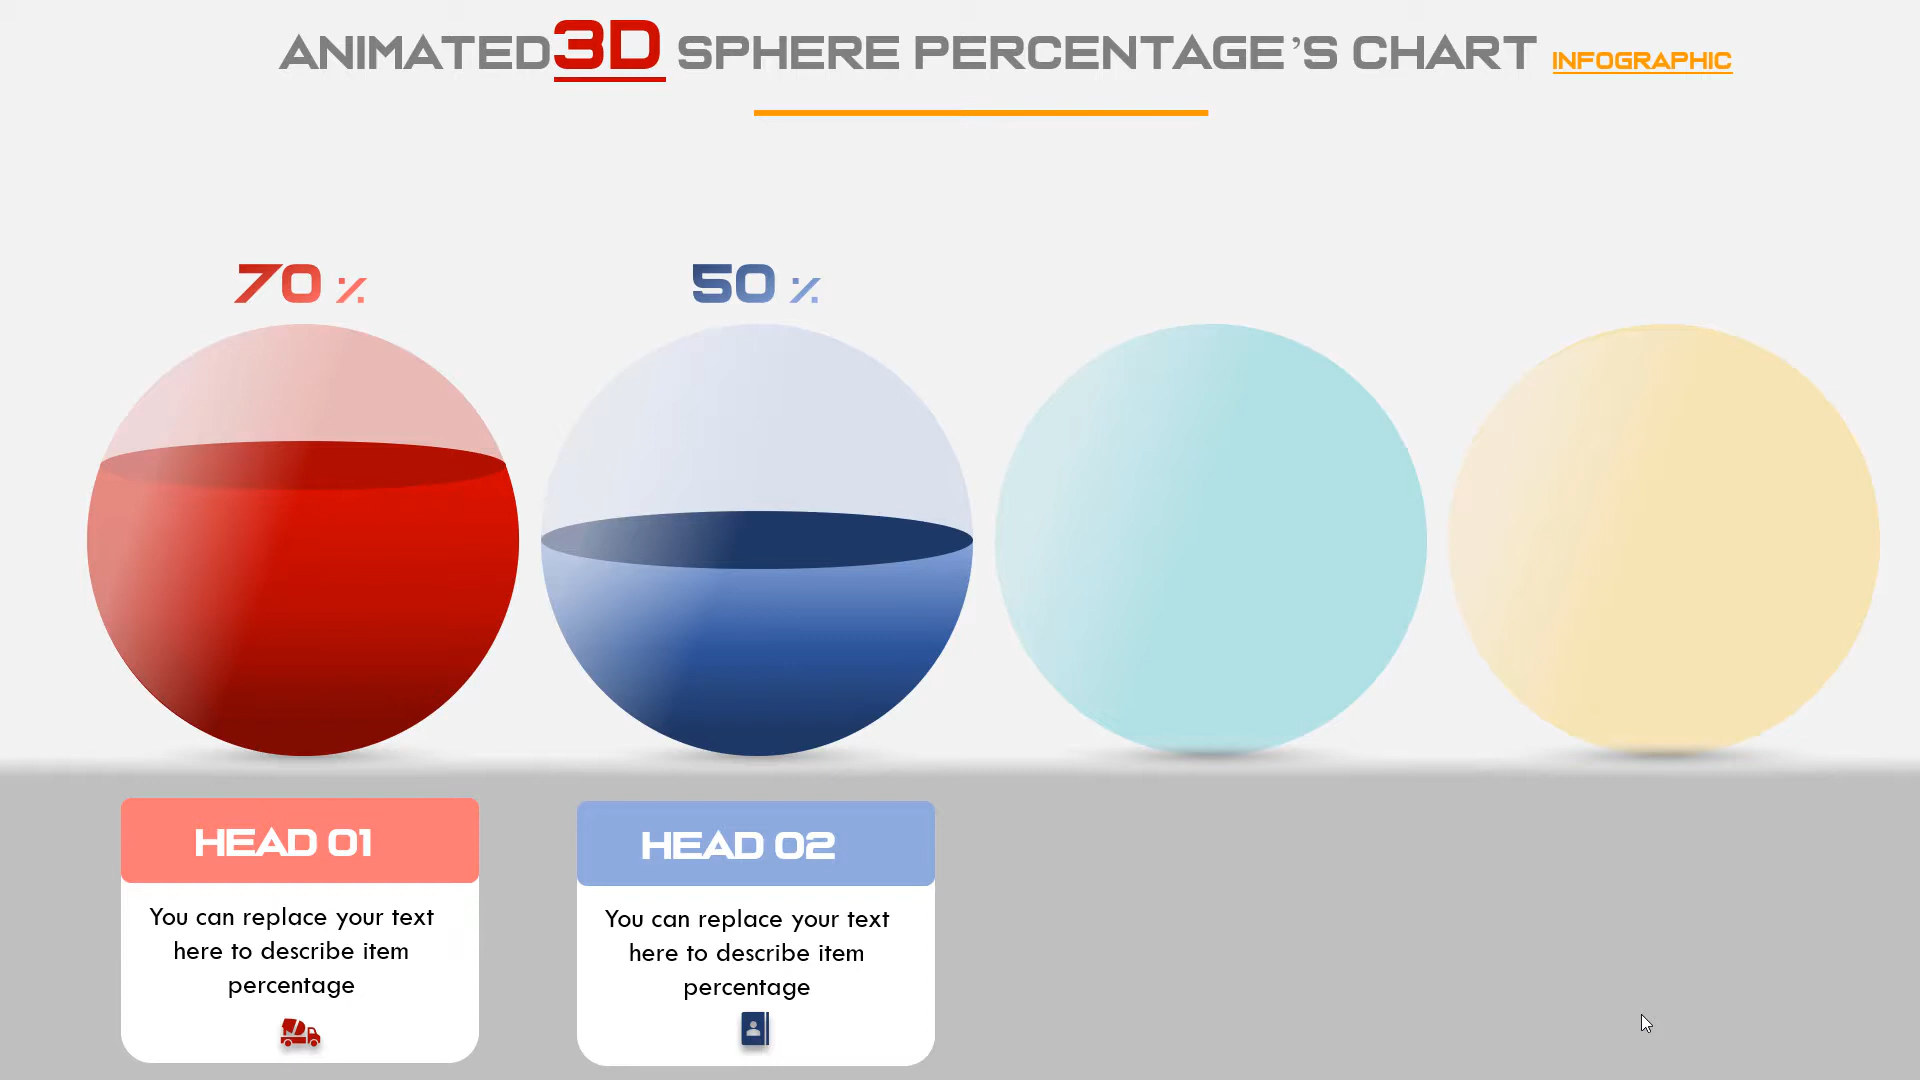 ANIMATED3D SPHERE PERCENTAGE'S CHART INFOGRAPHIC
70 %
50 %
HEAD 01
You can replace your text
here to describe item
percentage
HEAD 02
You can replace your text
here to describe item
percentage